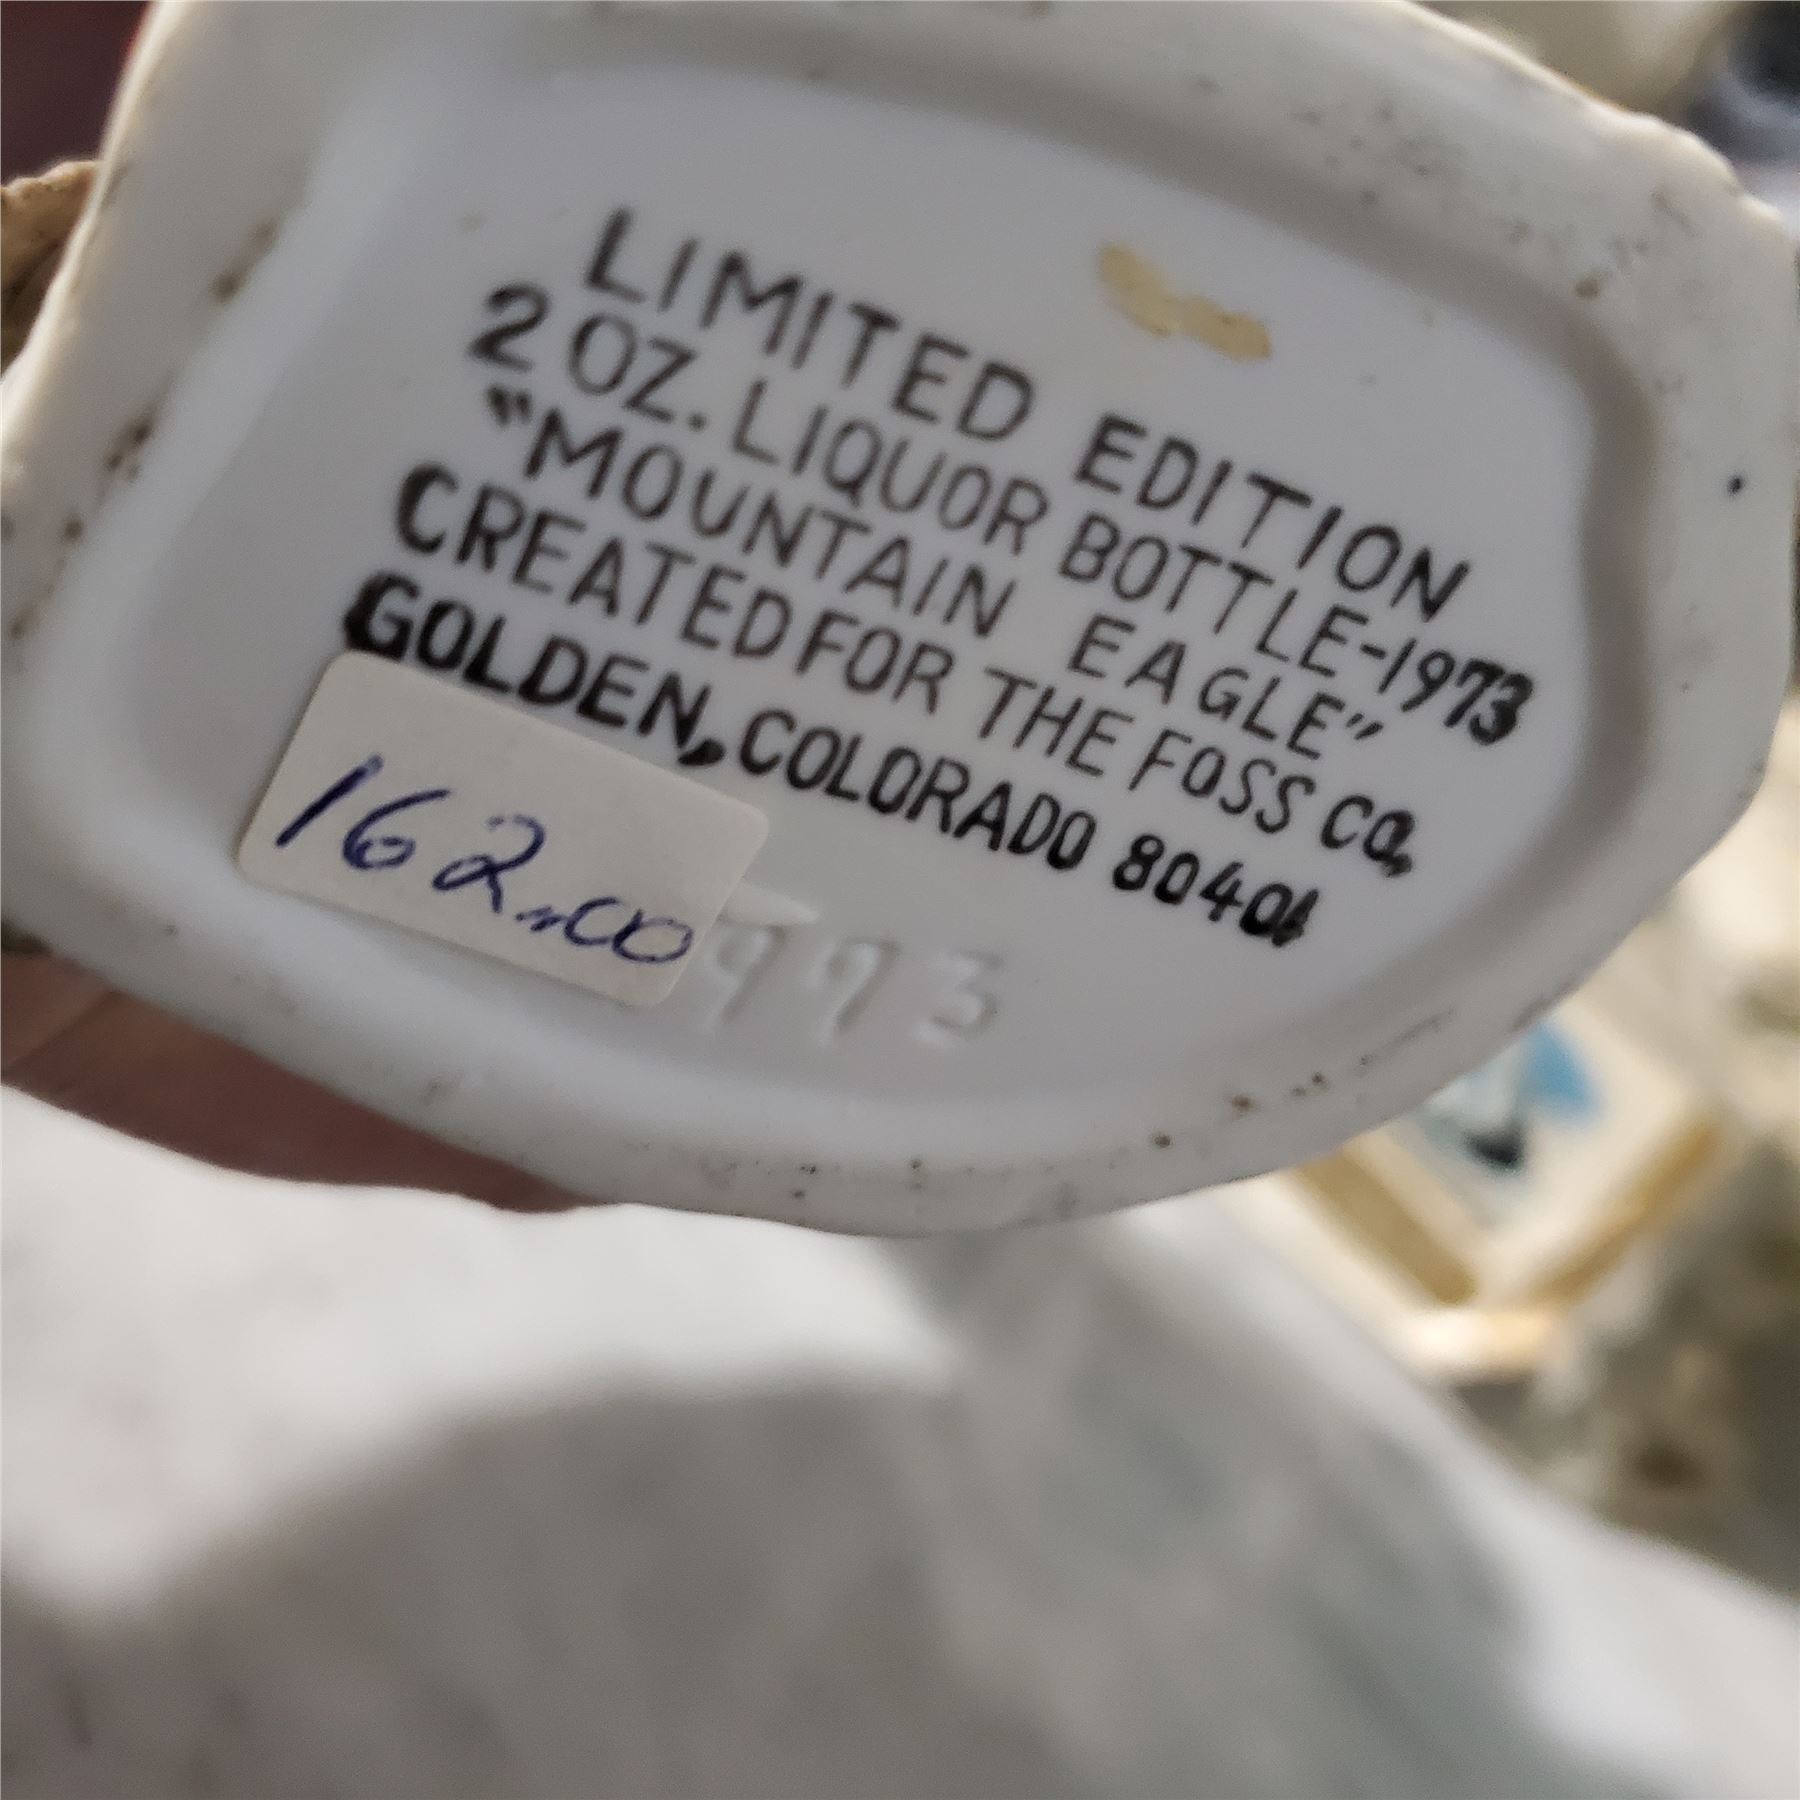 LIMITED EDITION
2 OZ. LIQUOR BOTTLE-1973
"MOUNTAIN EAGLE"
CREATED FOR THE FOSS CO,
GOLDEN, COLORADO 80401
162.00
993